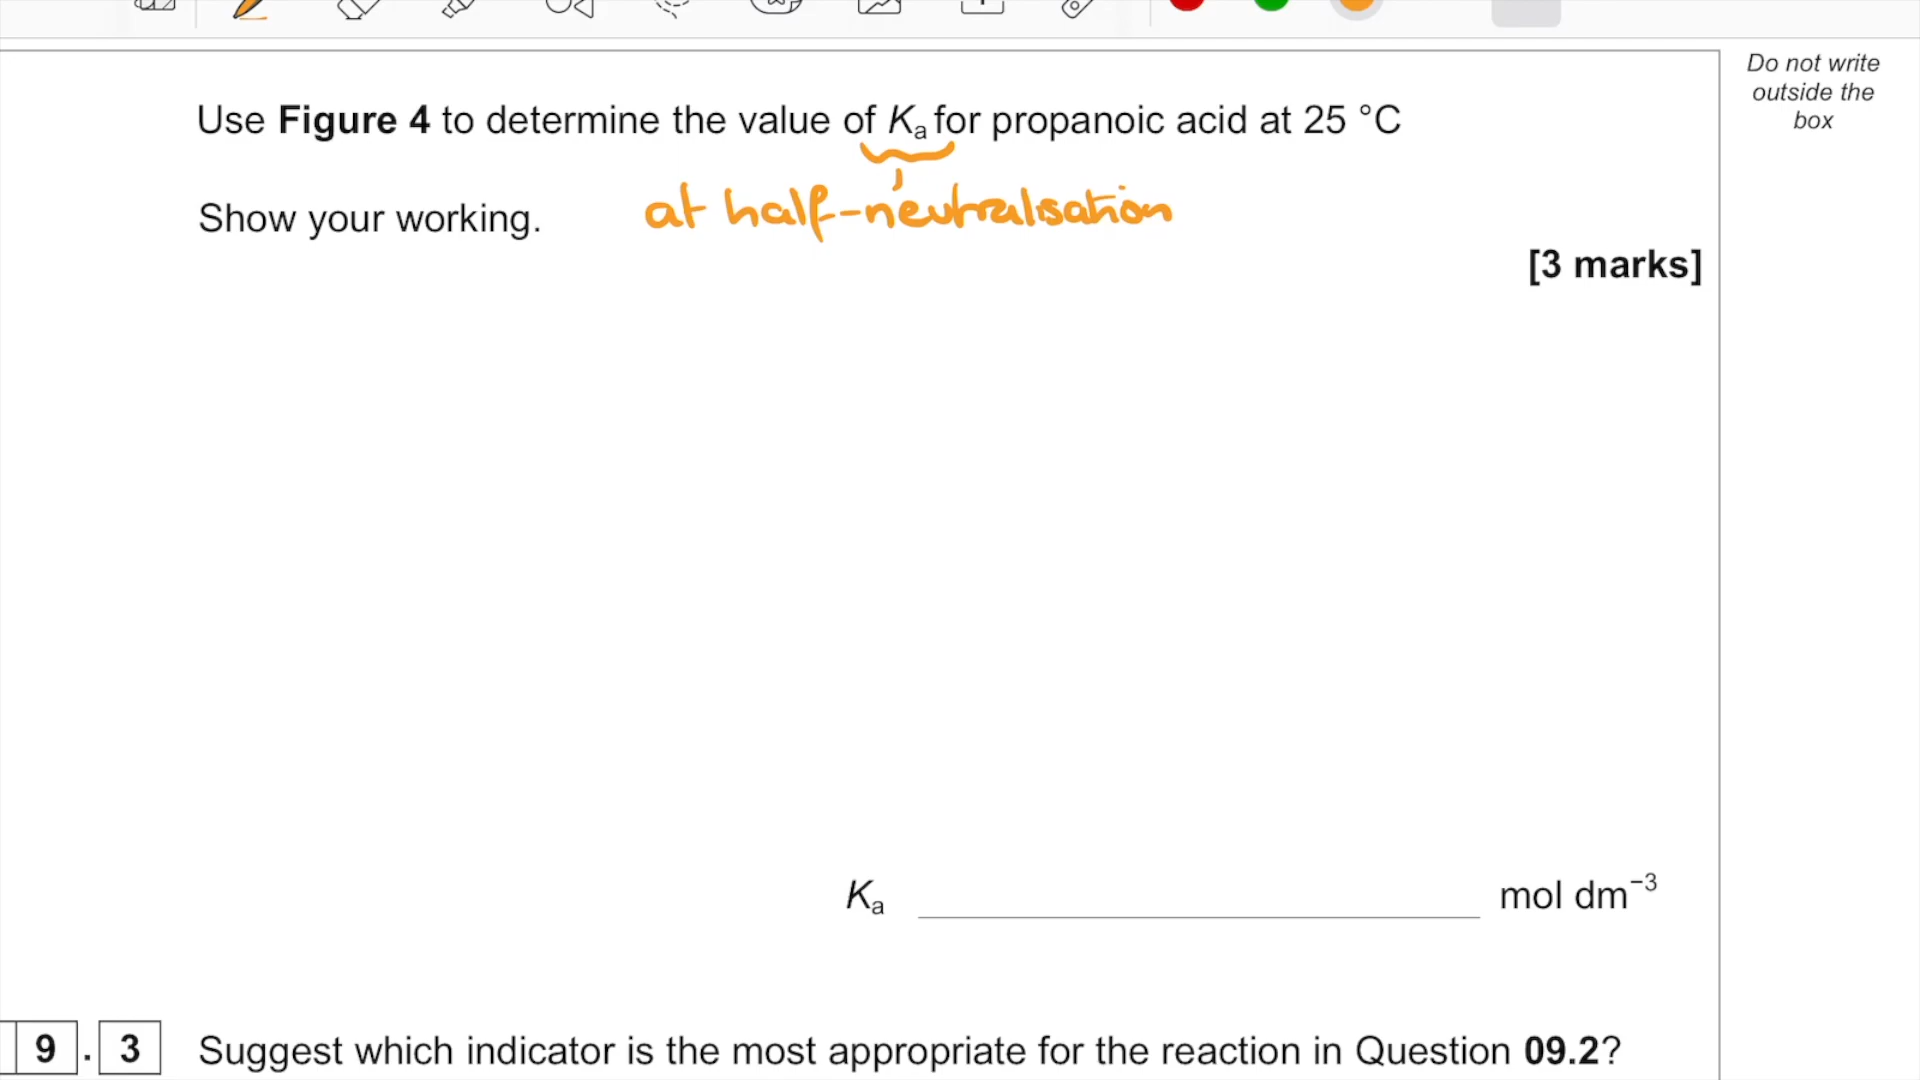 Do not write
outside the
box
Use Figure 4 to determine the value of Ka for propanoic acid at 25 °C
at half-neutralisation
Show your working.
[3 marks]
Ka ____________________ mol dm⁻³
9 . 3 Suggest which indicator is the most appropriate for the reaction in Question 09.2?